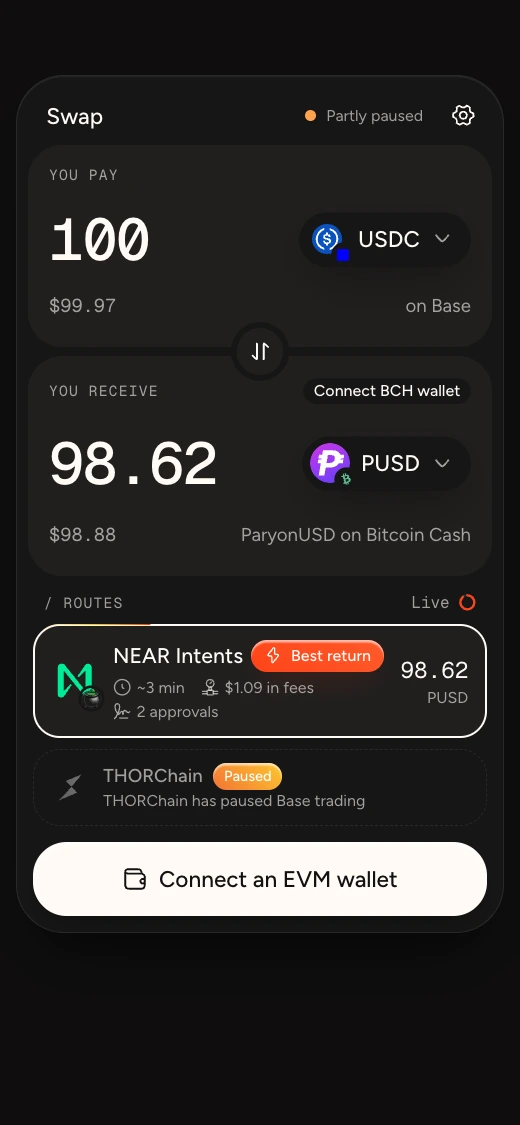 Swap
Partly paused
YOU PAY
100
USDC
$99.97
on Base
YOU RECEIVE
Connect BCH wallet
98.62
PUSD
$98.88
ParyonUSD on Bitcoin Cash
/ ROUTES
Live
NEAR Intents
Best return
98.62
~3 min
$1.09 in fees
PUSD
2 approvals
THORChain
Paused
THORChain has paused Base trading
Connect an EVM wallet